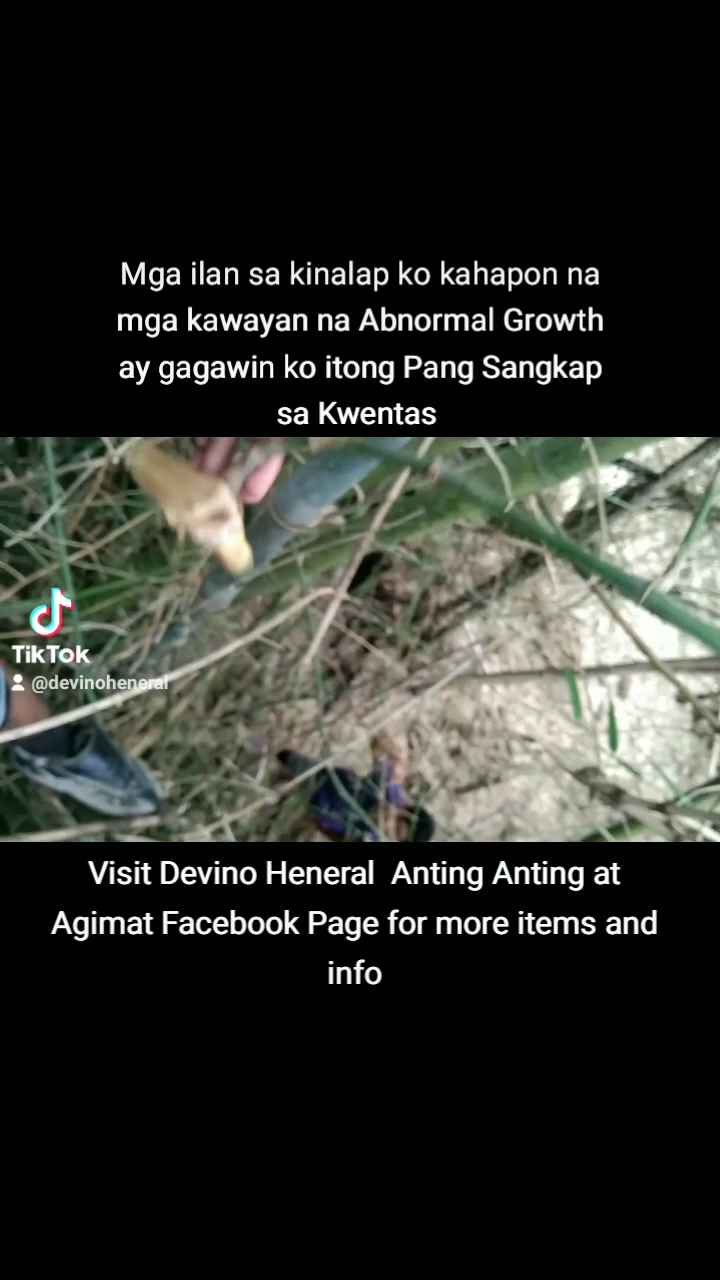 Mga ilan sa kinalap ko kahapon na
mga kawayan na Abnormal Growth
ay gagawin ko itong Pang Sangkap
sa Kwentas
TikTok
@devinoheneral
Visit Devino Heneral Anting Anting at
Agimat Facebook Page for more items and
info